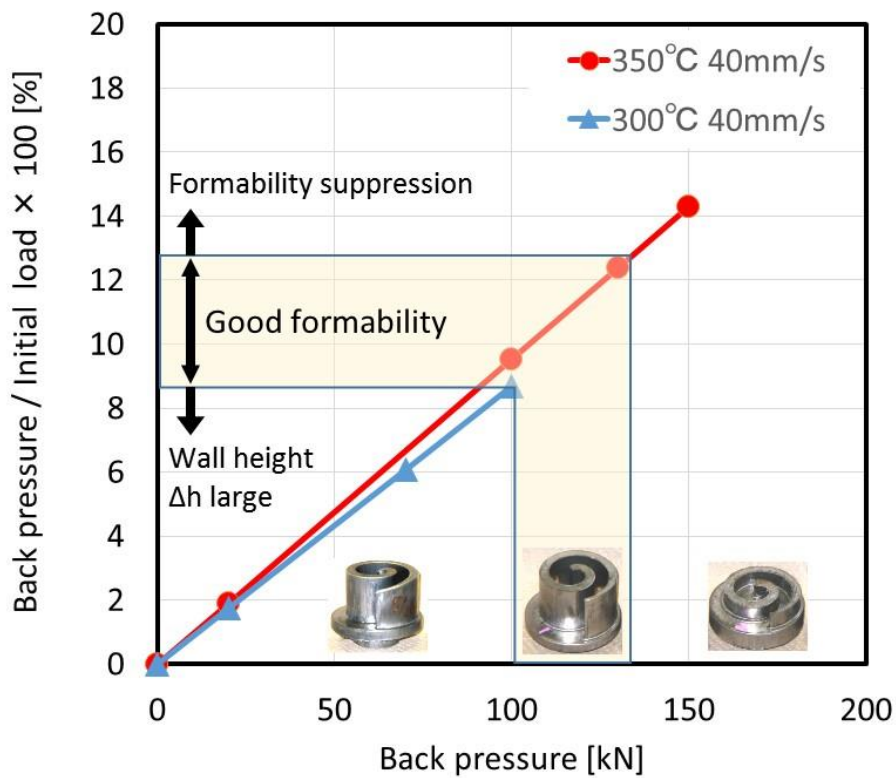 Back pressure / Initial load × 100 [%]
20
18
16
14
12
10
8
6
4
2
0
350℃ 40mm/s
300℃ 40mm/s
Formability suppression
Good formability
Wall height
Δh large
0
50
100
150
200
Back pressure [kN]